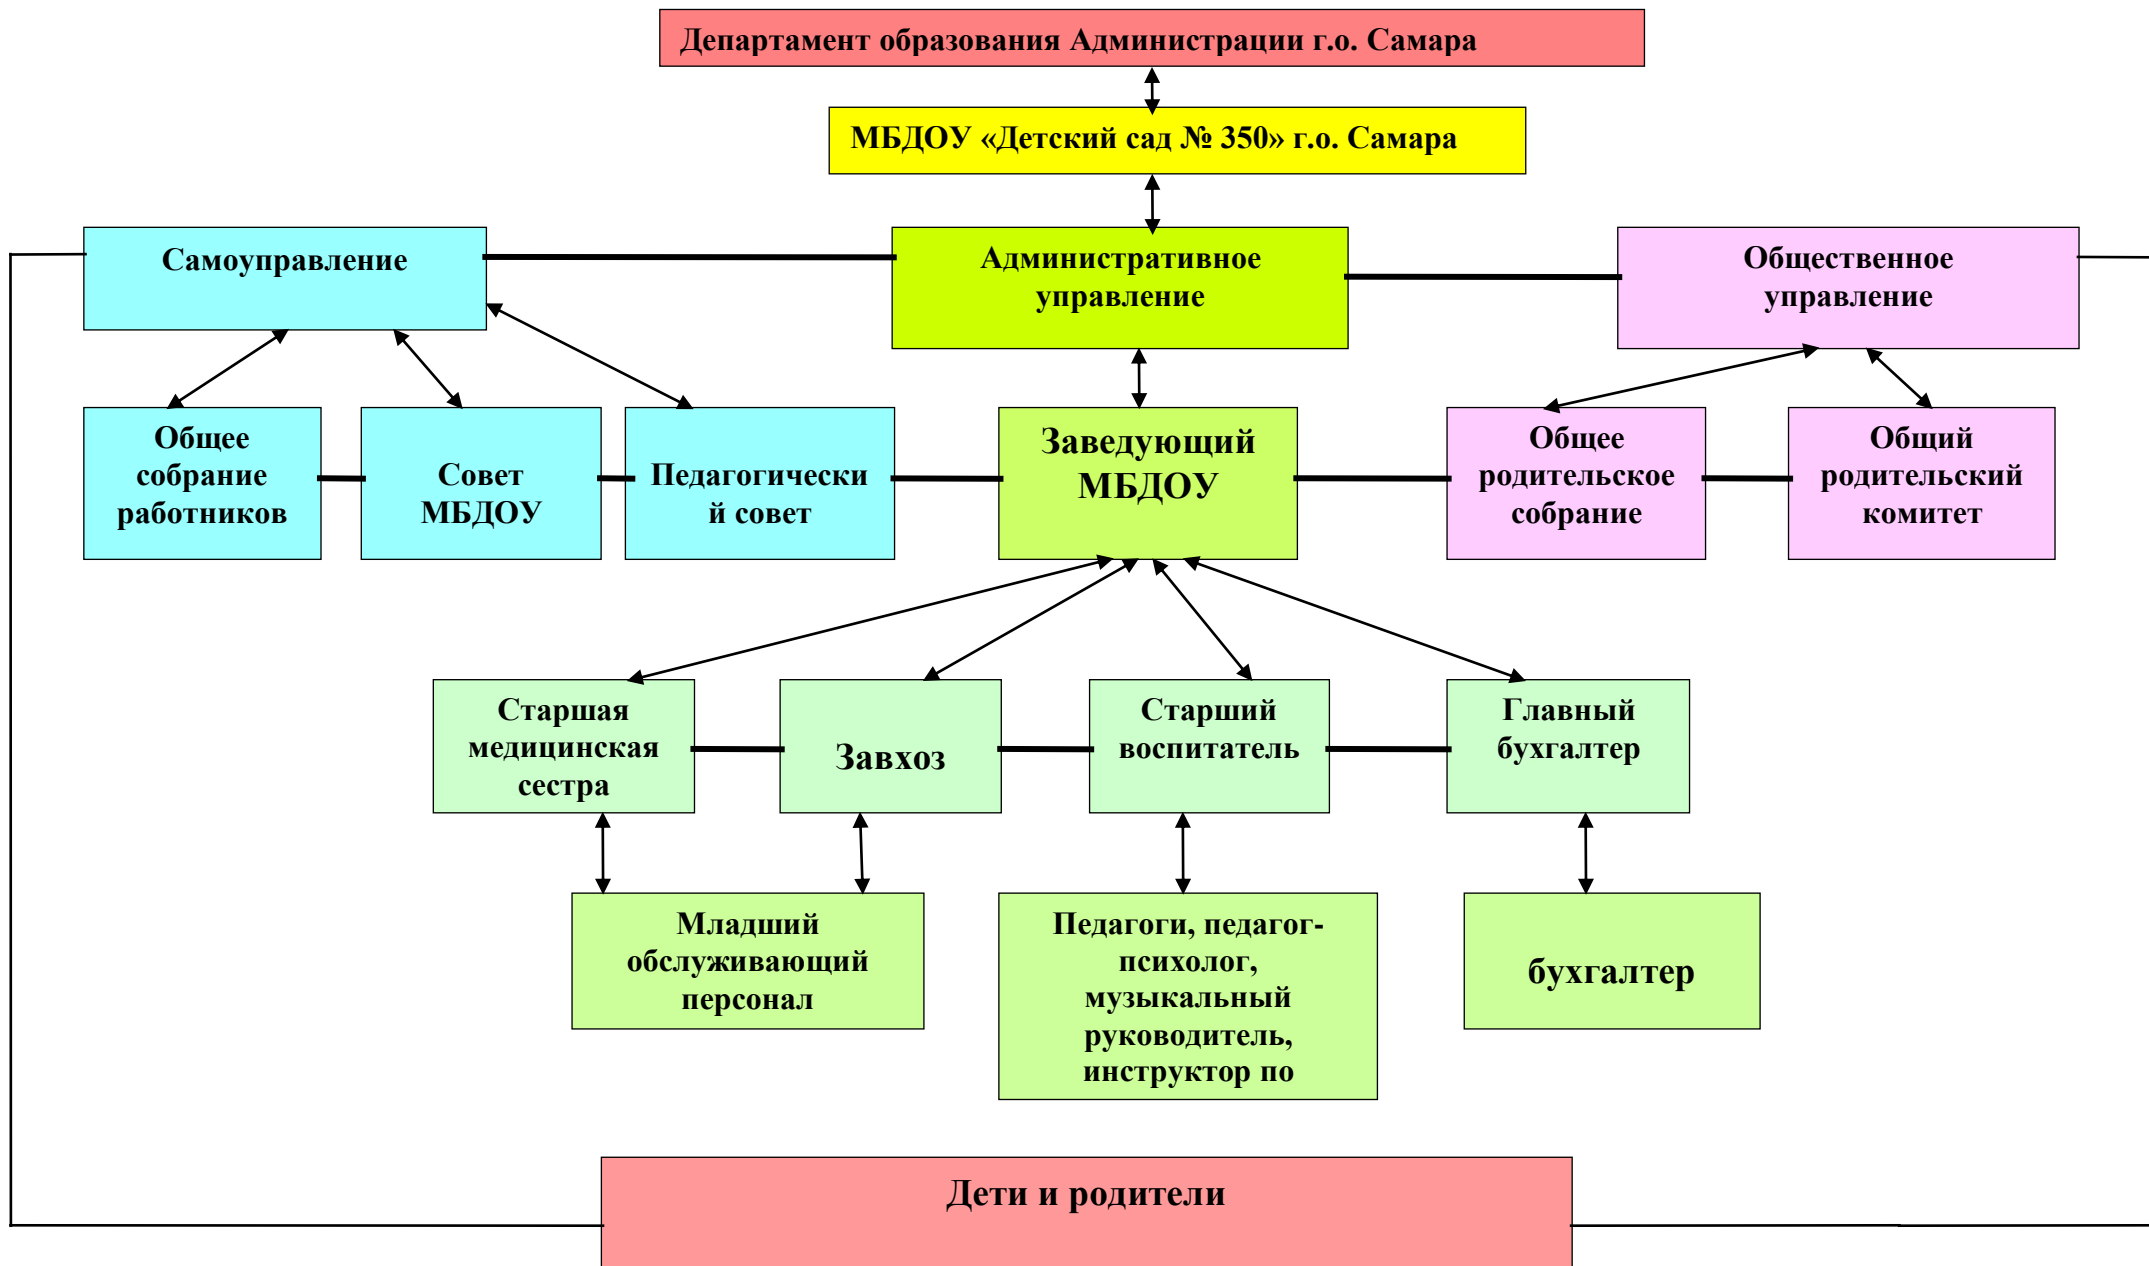 Департамент образования Администрации г.о. Самара
МБДОУ «Детский сад № 350» г.о. Самара
Самоуправление
Административное
управление
Общественное
управление
Общее
собрание
работников
Совет
МБДОУ
Педагогически
й совет
Заведующий
МБДОУ
Общее
родительское
собрание
Общий
родительский
комитет
Старшая
медицинская
сестра
Завхоз
Старший
воспитатель
Главный
бухгалтер
Младший
обслуживающий
персонал
Педагоги, педагог-
психолог,
музыкальный
руководитель,
инструктор по
бухгалтер
Дети и родители